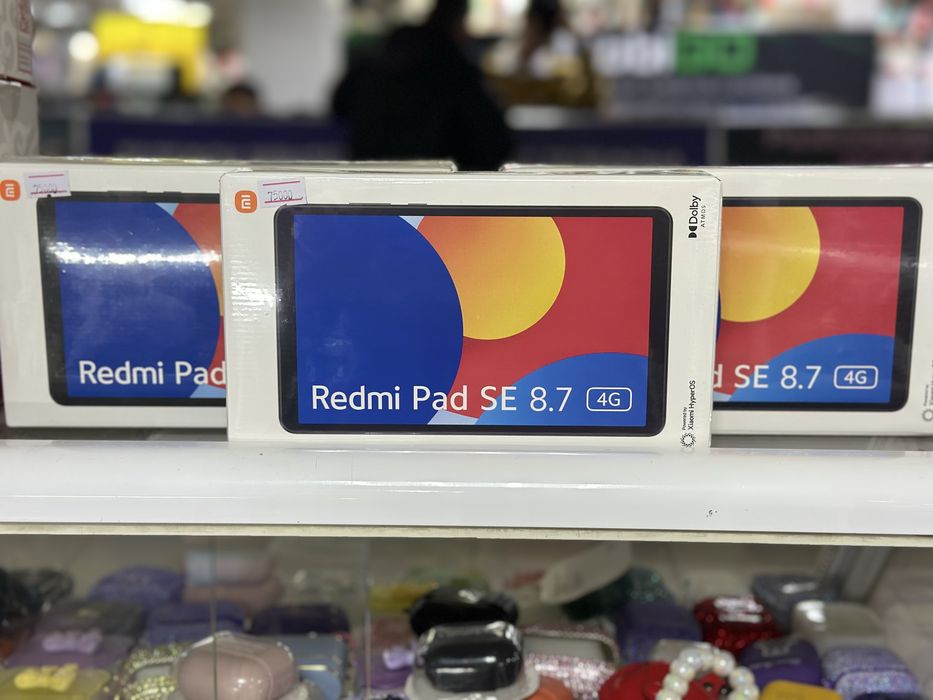 75000
75000
Dolby
ATMOS
Redmi Pad
Redmi Pad SE 8.7 4G
d SE 8.7 4G
Powered by
Xiaomi HyperOS